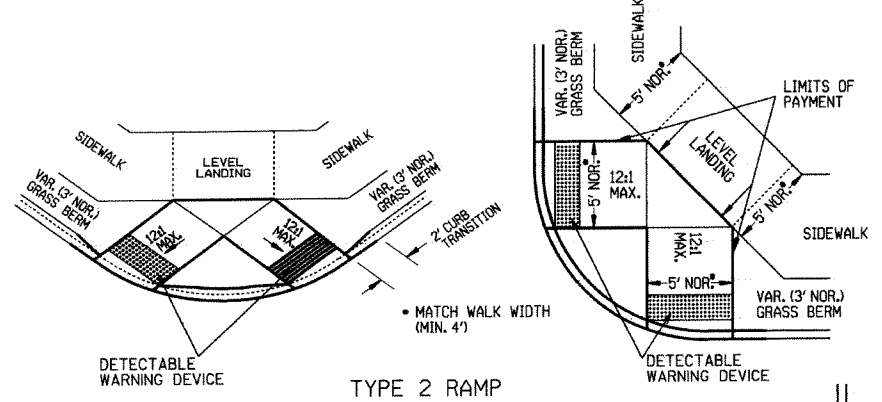 SIDEWALK
LEVEL
LANDING
SIDEWALK
VAR. (3' NOR.)
GRASS BERM
VAR. (3' NOR.)
GRASS BERM
12:1
MAX.
12:1
MAX.
2' CURB
TRANSITION
* MATCH WALK WIDTH
(MIN. 4')
DETECTABLE
WARNING DEVICE
TYPE 2 RAMP
VAR. (3' NOR.)
GRASS BERM
SIDEWALK
5' NOR.*
LIMITS OF
PAYMENT
LEVEL
LANDING
5' NOR.*
12:1
MAX.
5' NOR.*
SIDEWALK
12:1
MAX.
5' NOR.*
VAR. (3' NOR.)
GRASS BERM
DETECTABLE
WARNING DEVICE